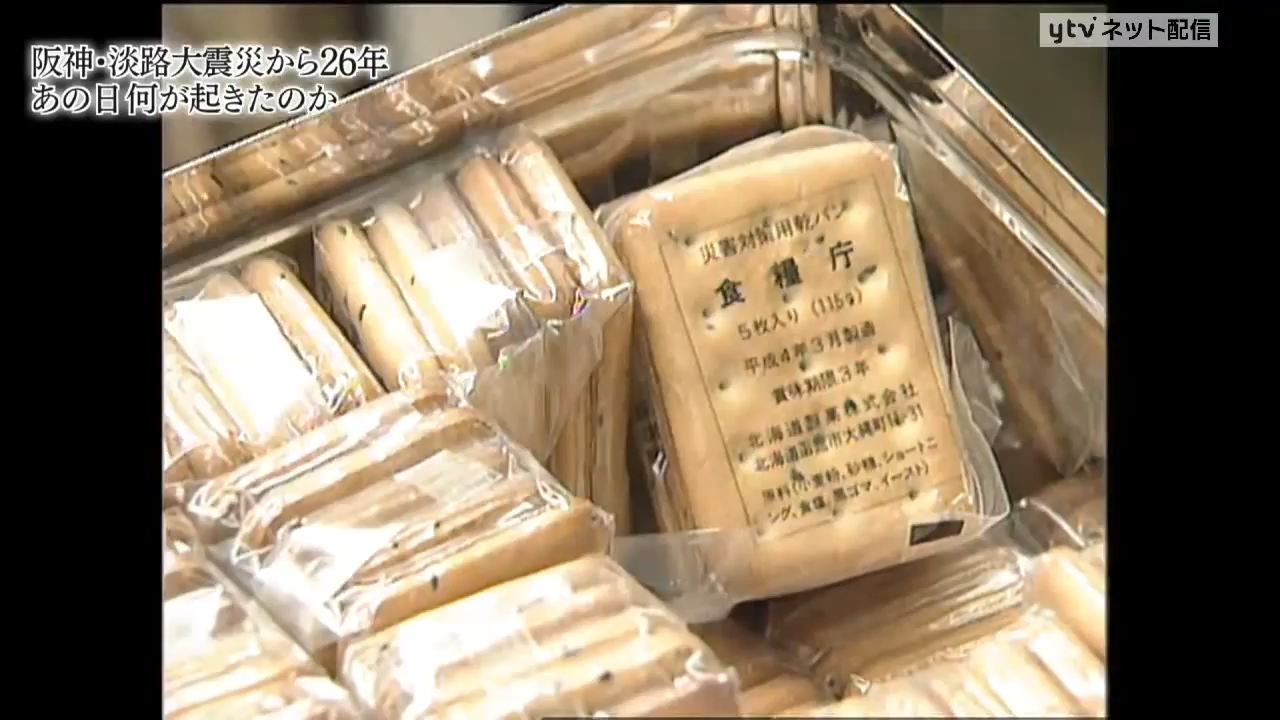 阪神・淡路大震災から26年
あの日 何が起きたのか
ytv ネット配信
災害対策用乾パン
食糧庁
5枚入り (115g)
平成4年3月製造
賞味期限3年
北海道製菓株式会社
北海道函館市大縄町14-31
原料(小麦粉、砂糖、ショートニ
ング、食塩、黒ゴマ、イースト)